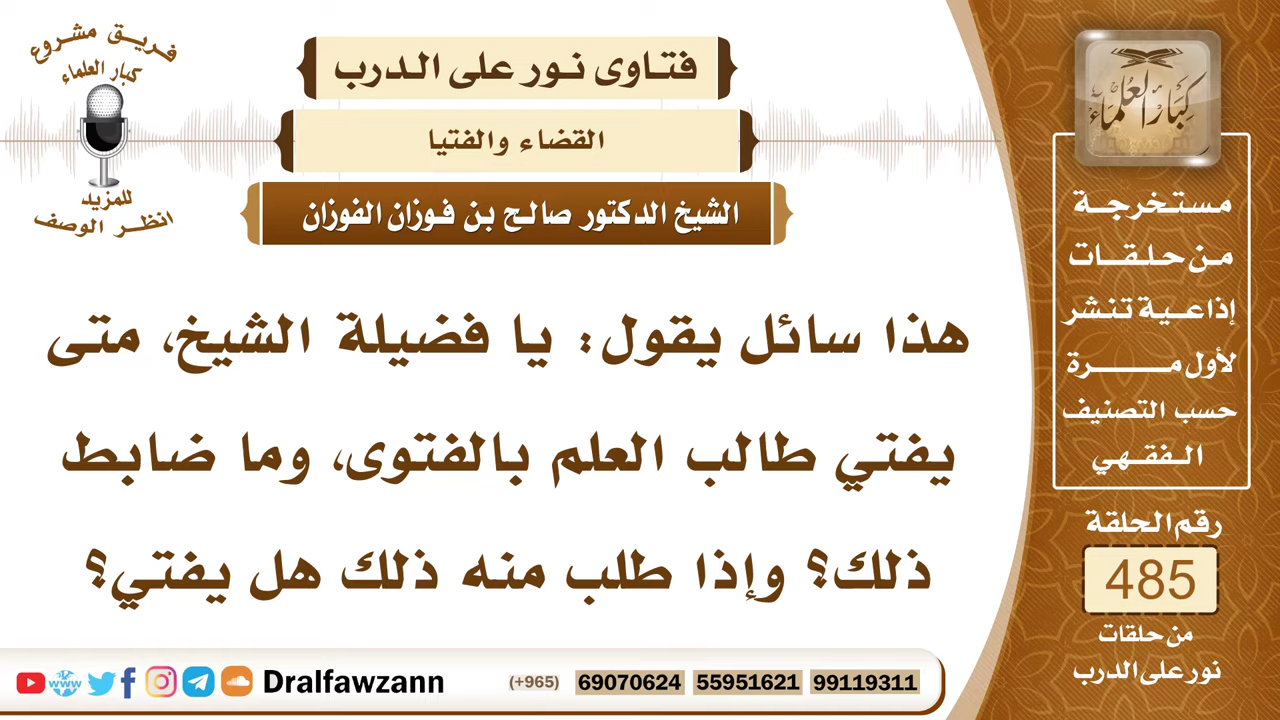 فريق مشروع
كبار العلماء
للمزيد
انظر الوصف
فتاوى نور على الدرب
القضاء والفتيا
الشيخ الدكتور صالح بن فوزان الفوزان
هذا سائل يقول: يا فضيلة الشيخ، متى
يفتي طالب العلم بالفتوى، وما ضابط
ذلك؟ وإذا طلب منه ذلك هل يفتي؟
كبار العلماء
مستخرجة
من حلقات
إذاعية تنشر
لأول مرة
حسب التصنيف
الفقهي
رقم الحلقة
485
من حلقات
نور على الدرب
www Dralfawzann (+965) 69070624 55951621 99119311